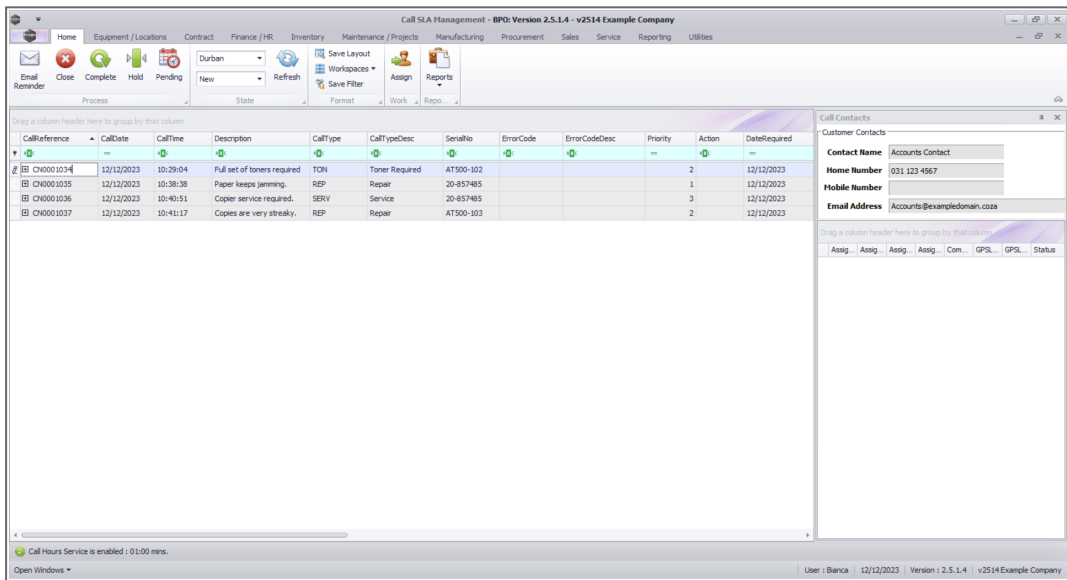 Call SLA Management - BPO: Version 2.5.1.4 - v2514 Example Company
Home Equipment / Locations Contract Finance / HR Inventory Maintenance / Projects Manufacturing Procurement Sales Service Reporting Utilities
Email Reminder Close Complete Hold Pending Durban New Refresh Save Layout Workspaces Save Filter Assign Reports
Process State Format Work Repo...
Drag a column header here to group by that column
CallReference CallDate CallTime Description CallType CallTypeDesc SerialNo ErrorCode ErrorCodeDesc Priority Action DateRequired
CN0001034 12/12/2023 10:29:04 Full set of toners required TON Toner Required AT500-102 2 12/12/2023
CN0001035 12/12/2023 10:38:38 Paper keeps jamming. REP Repair 20-857485 1 12/12/2023
CN0001036 12/12/2023 10:40:51 Copier service required. SERV Service 20-857485 3 12/12/2023
CN0001037 12/12/2023 10:41:17 Copies are very streaky. REP Repair AT500-103 2 12/12/2023
Call Contacts
Customer Contacts
Contact Name Accounts Contact
Home Number 031 123 4567
Mobile Number
Email Address Accounts@exampledomain.coza
Drag a column header here to group by that column
Assig... Assig... Assig... Assig... Com... GPSL... GPSL... Status
Call Hours Service is enabled : 01:00 mins.
Open Windows User : Bianca 12/12/2023 Version : 2.5.1.4 v2514 Example Company